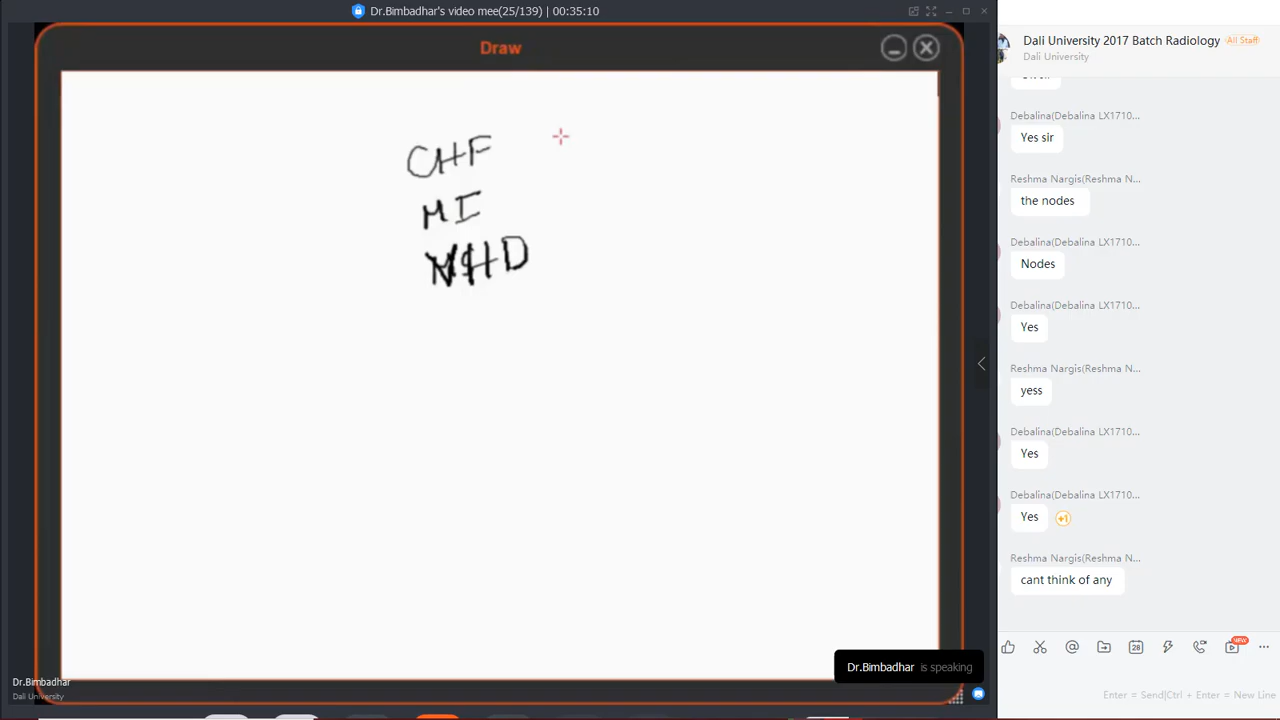 Dr.Bimbadhar's video mee(25/139) | 00:35:10
Draw
CHF
MI
Dr.Bimbadhar
Dali University
Dr.Bimbadhar is speaking
Dali University 2017 Batch Radiology All Staff
Dali University
Debalina(Debalina LX1710...
Yes sir
Reshma Nargis(Reshma N...
the nodes
Debalina(Debalina LX1710...
Nodes
Debalina(Debalina LX1710...
Yes
Reshma Nargis(Reshma N...
yess
Debalina(Debalina LX1710...
Yes
Debalina(Debalina LX1710...
Yes +1
Reshma Nargis(Reshma N...
cant think of any
28
NEW
Enter = Send|Ctrl + Enter = New Line